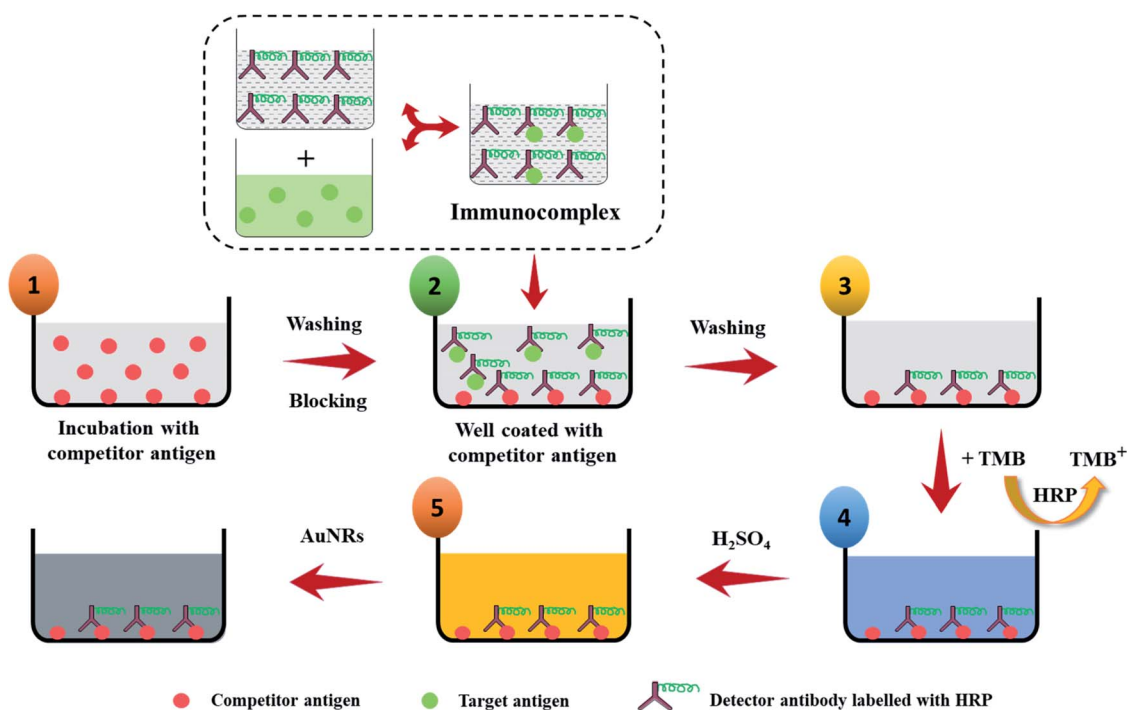 +
Immunocomplex
1
Washing
Blocking
2
Washing
3
Incubation with
competitor antigen
Well coated with
competitor antigen
+ TMB
TMB⁺
HRP
4
H₂SO₄
5
AuNRs
Competitor antigen
Target antigen
Detector antibody labelled with HRP